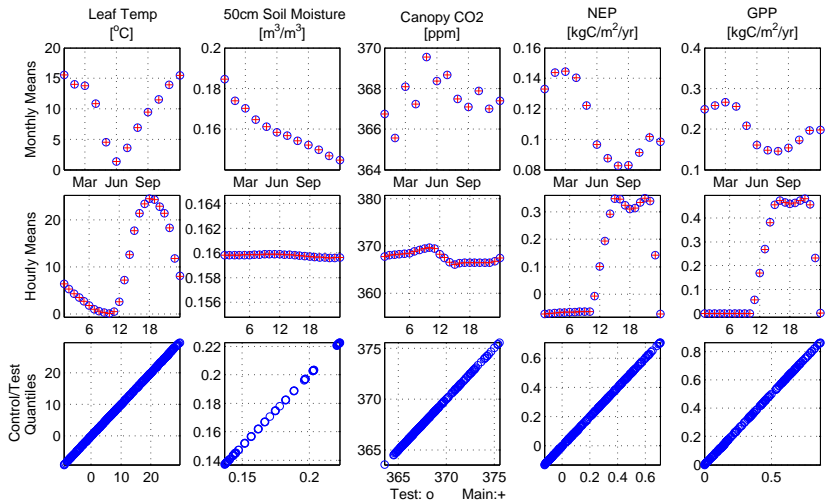 Leaf Temp
[°C]
50cm Soil Moisture
[m³/m³]
Canopy CO2
[ppm]
NEP
[kgC/m²/yr]
GPP
[kgC/m²/yr]
Monthly Means
20
15
10
5
0
0.2
0.18
0.16
370
368
366
364
0.16
0.14
0.12
0.1
0.08
0.4
0.3
0.2
0.1
Mar Jun Sep
Mar Jun Sep
Mar Jun Sep
Mar Jun Sep
Mar Jun Sep
Hourly Means
20
10
0
0.164
0.16
0.156
380
370
360
0.3
0.2
0.1
0
0.4
0.3
0.2
0.1
0
6 12 18
6 12 18
6 12 18
6 12 18
6 12 18
Control/Test
Quantiles
20
10
0
0.22
0.2
0.18
0.16
0.14
375
370
365
0.6
0.4
0.2
0
0.8
0.6
0.4
0.2
0
0 10 20
0.15 0.2
365 370 375
0 0.2 0.4 0.6
0 0.5
Test: o Main:+